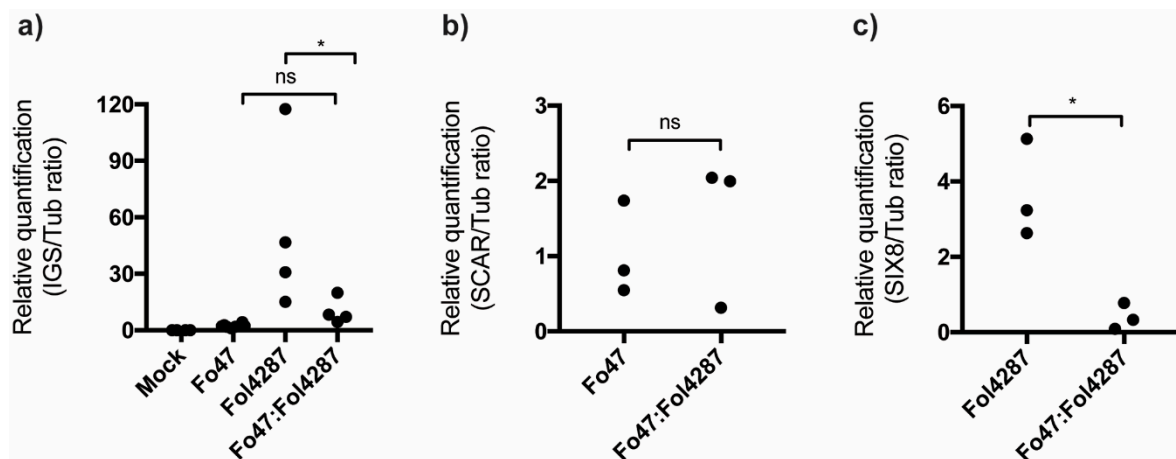 a)
Relative quantification
(IGS/Tub ratio)
120
90
60
30
0
*
ns
Mock
Fo47
Fol4287
Fo47:Fol4287
b)
Relative quantification
(SCAR/Tub ratio)
3
2
1
0
ns
Fo47
Fo47:Fol4287
c)
Relative quantification
(SIX8/Tub ratio)
6
4
2
0
*
Fol4287
Fo47:Fol4287